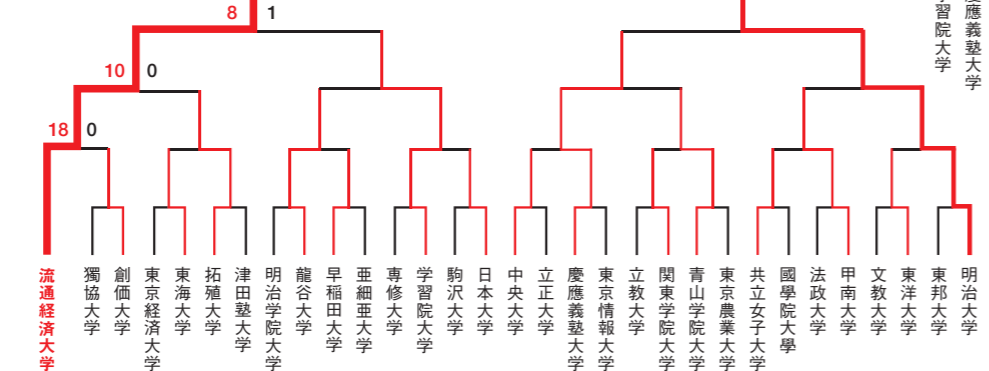 8 1
10 0
18 0
流通経済大学
獨協大学
創価大学
東京経済大学
東海大学
拓殖大学
津田塾大学
明治学院大学
龍谷大学
早稲田大学
亜細亜大学
専修大学
学習院大学
駒沢大学
日本大学
中央大学
立正大学
慶應義塾大学
東京情報大学
立教大学
関東学院大学
青山学院大学
東京農業大学
共立女子大学
國學院大學
法政大学
甲南大学
文教大学
東洋大学
東邦大学
明治大学
習院大学
應義塾大学